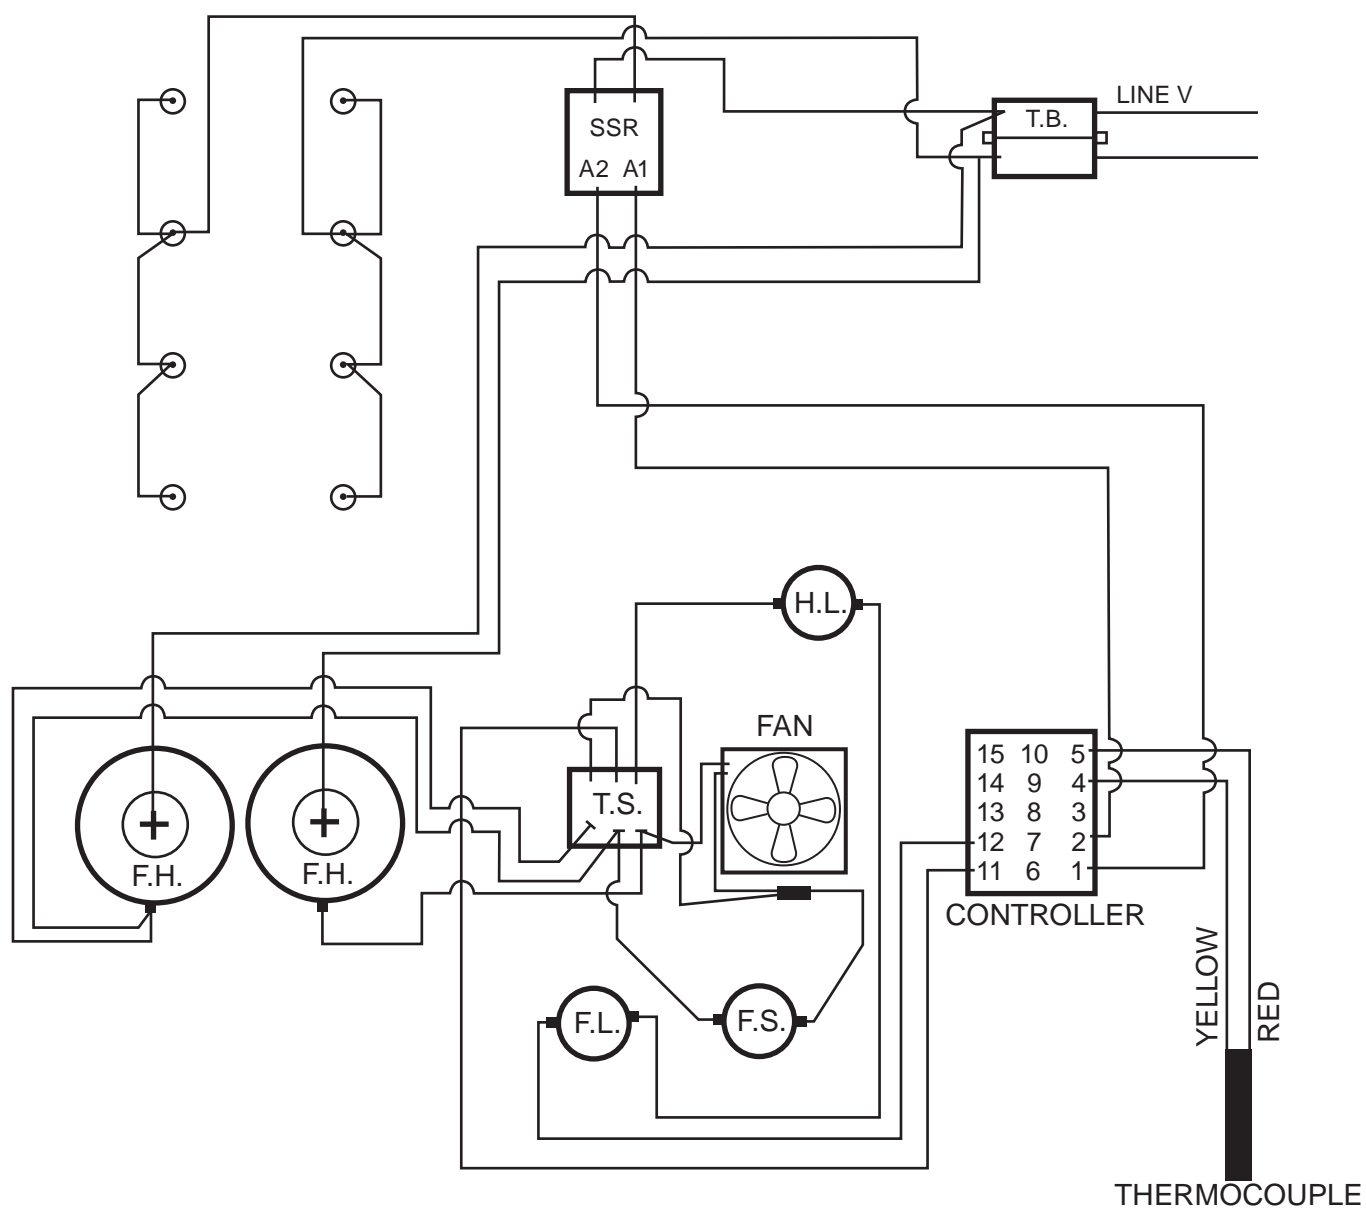 LINE V
T.B.
SSR
A2 A1
H.L.
FAN
T.S.
15 10 5
14 9 4
13 8 3
12 7 2
11 6 1
CONTROLLER
F.H.
F.H.
F.L.
F.S.
YELLOW
RED
THERMOCOUPLE